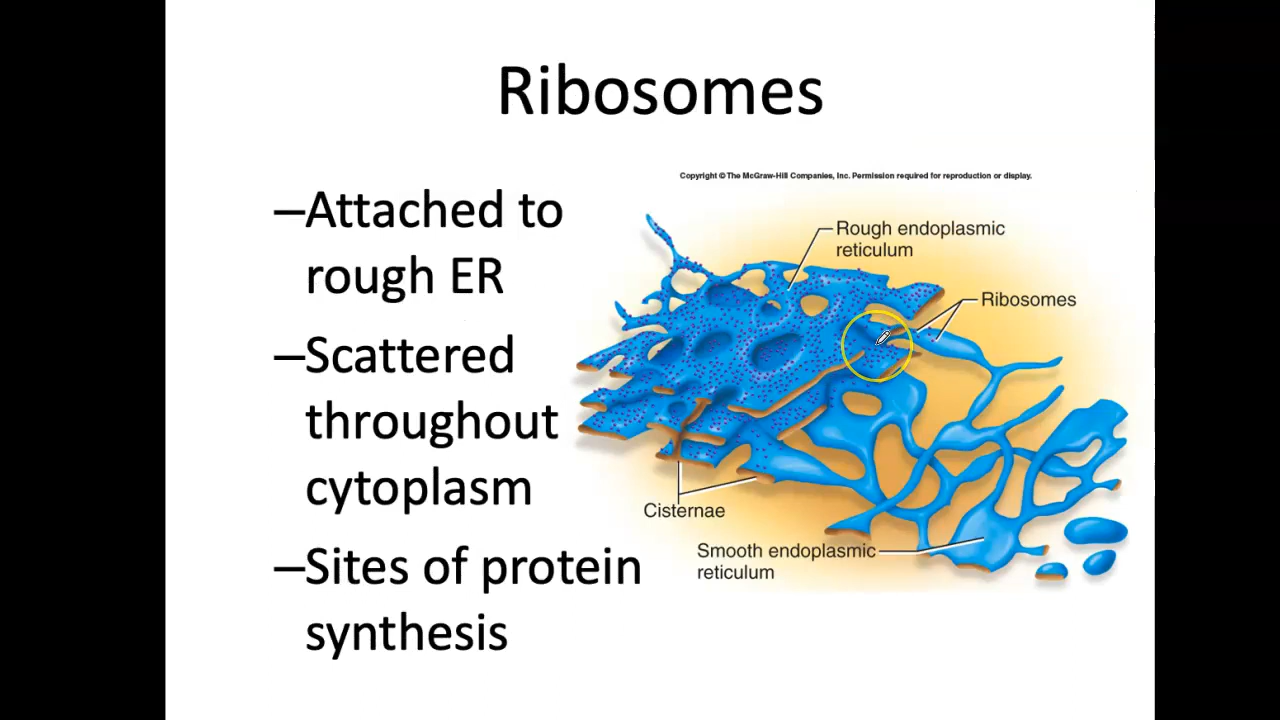 Ribosomes
Copyright © The McGraw-Hill Companies, Inc. Permission required for reproduction or display.
–Attached to
rough ER
–Scattered
throughout
cytoplasm
–Sites of protein
synthesis
Rough endoplasmic
reticulum
Ribosomes
Cisternae
Smooth endoplasmic
reticulum